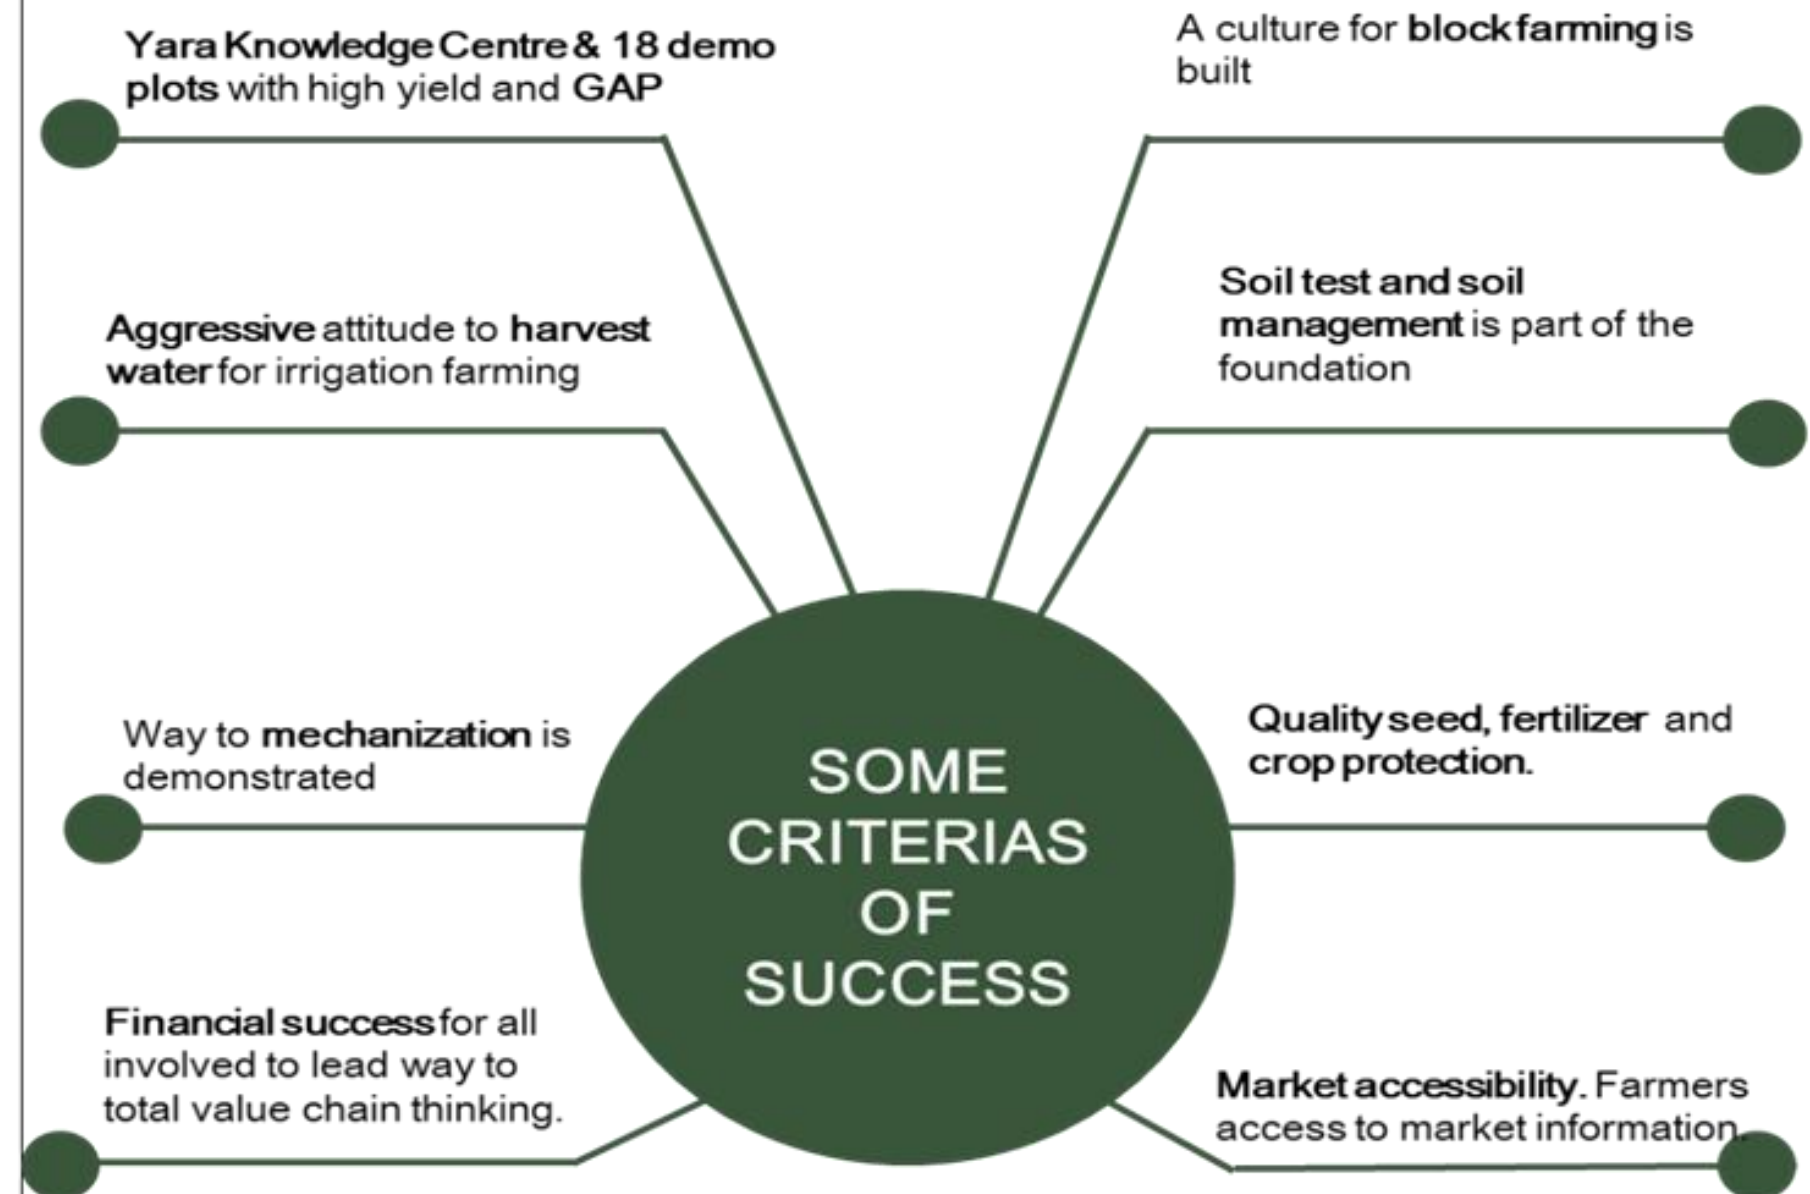 Yara Knowledge Centre & 18 demo
plots with high yield and GAP
Aggressive attitude to harvest
water for irrigation farming
Way to mechanization is
demonstrated
Financial success for all
involved to lead way to
total value chain thinking.
A culture for block farming is
built
Soil test and soil
management is part of the
foundation
Quality seed, fertilizer and
crop protection.
Market accessibility. Farmers
access to market information.
SOME
CRITERIAS
OF
SUCCESS